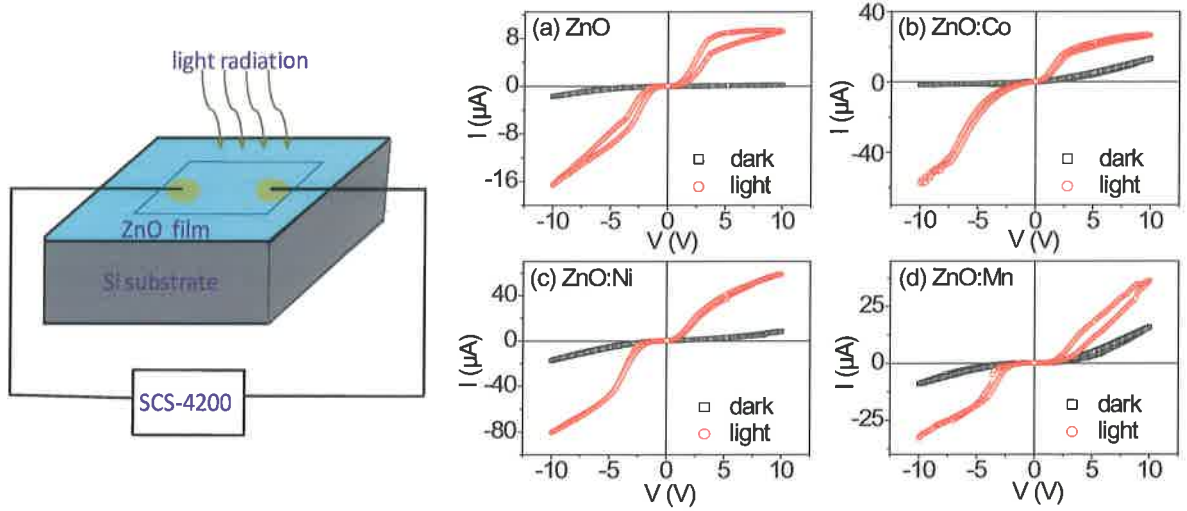 light radiation
ZnO film
Si substrate
SCS-4200
(a) ZnO
I (μA)
8
0
-8
-16
-10 -5 0 5 10
V (V)
dark
light
(b) ZnO:Co
I (μA)
40
0
-40
-10 -5 0 5 10
V (V)
dark
light
(c) ZnO:Ni
I (μA)
40
0
-40
-80
-10 -5 0 5 10
V (V)
dark
light
(d) ZnO:Mn
I (μA)
25
0
-25
-10 -5 0 5 10
V (V)
dark
light